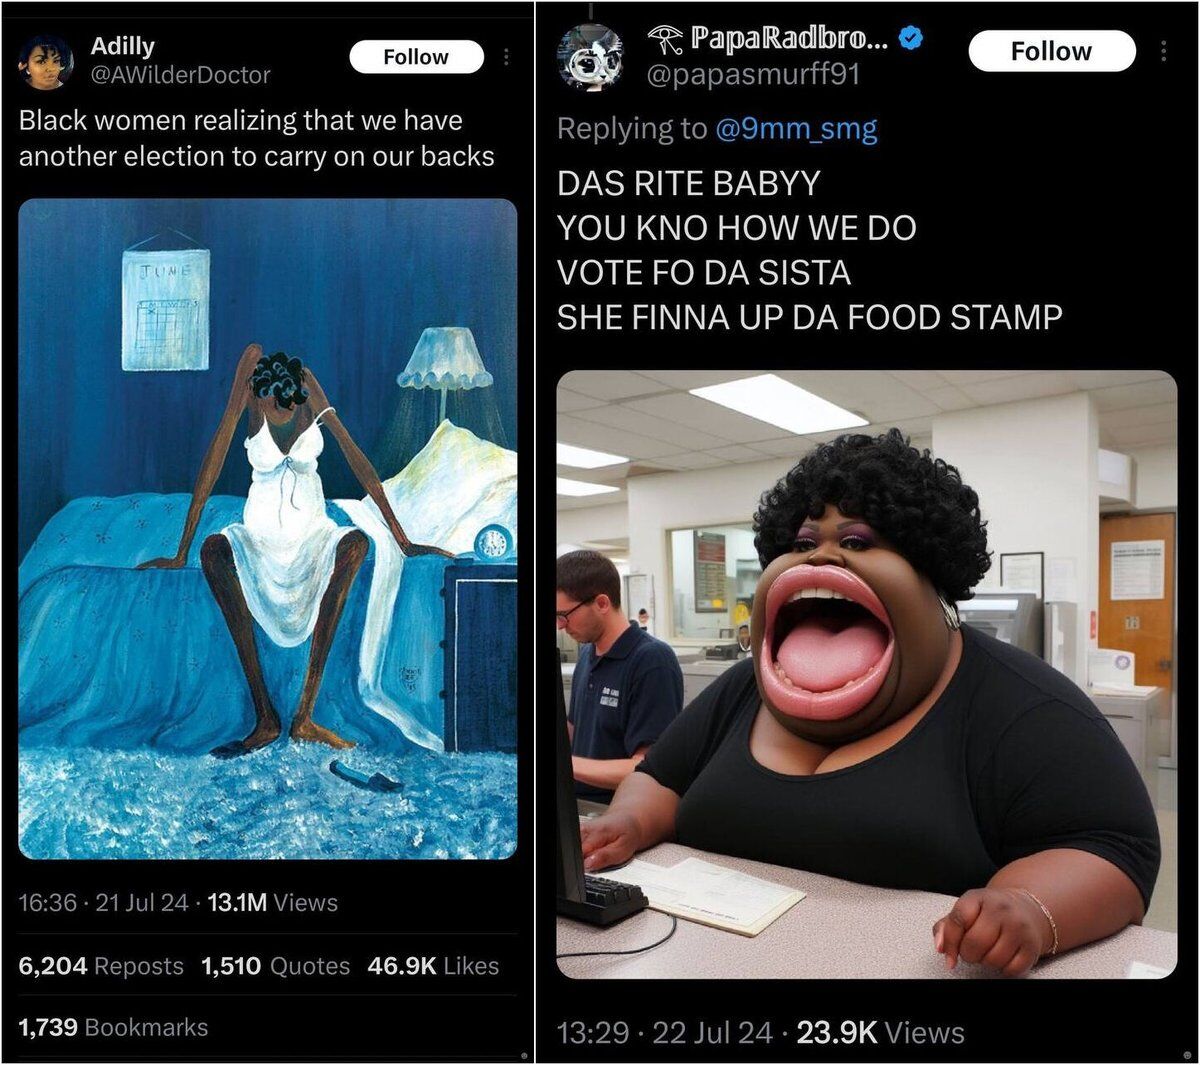 Adilly
@AWilderDoctor
Follow
Black women realizing that we have
another election to carry on our backs
JUNE
16:36 · 21 Jul 24 · 13.1M Views
6,204 Reposts 1,510 Quotes 46.9K Likes
1,739 Bookmarks
𓂀 ℙ𝕒𝕡𝕒ℝ𝕒𝕕𝕓𝕣𝕠...
@papasmurff91
Follow
Replying to @9mm_smg
DAS RITE BABYY
YOU KNO HOW WE DO
VOTE FO DA SISTA
SHE FINNA UP DA FOOD STAMP
13:29 · 22 Jul 24 · 23.9K Views